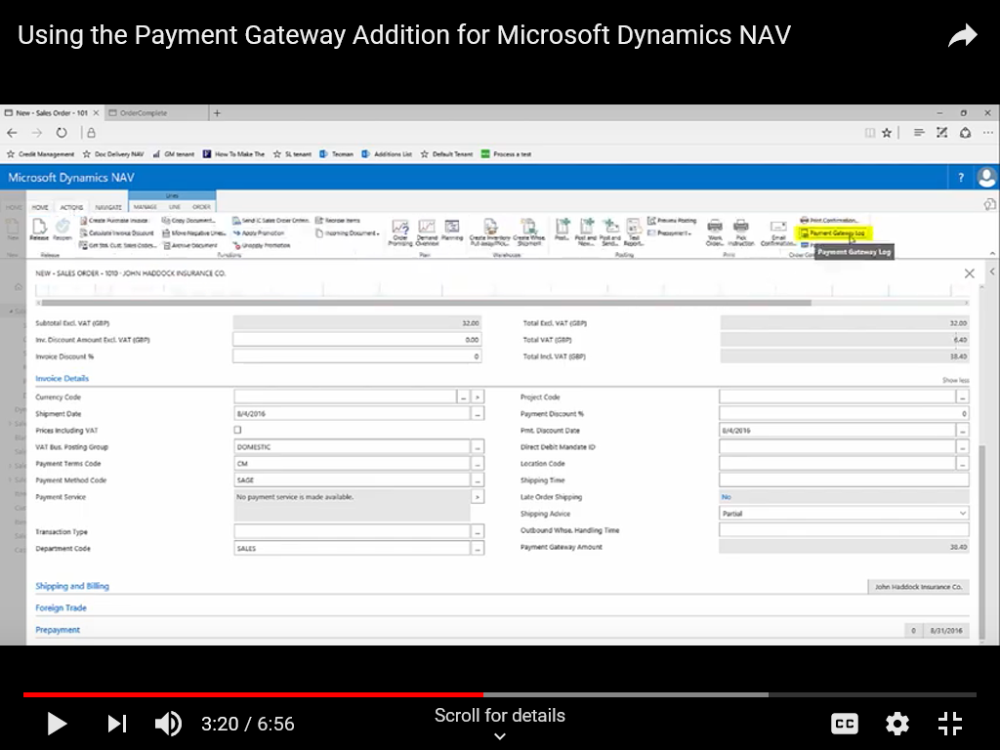 Using the Payment Gateway Addition for Microsoft Dynamics NAV
New - Sales Order - 101
OrderComplete
Credit Management
Doc Delivery NAV
GM tenant
How To Make The
SL tenant
Tecman
Additions List
Default Tenant
Process a test
Microsoft Dynamics NAV
?
Lines
HOME
HOME
ACTIONS
NAVIGATE
MANAGE
LINE
ORDER
New
Release
Reopen
Create Purchase Invoice
Calculate Invoice Discount
Get Std. Cust. Sales Codes...
Copy Document...
Move Negative Lines...
Archive Document
Send IC Sales Order Cnfmn.
Apply Promotion
Unapply Promotion
Incoming Document
Order Promising
Demand Overview
Planning
Create Inventory Put-away/Pick...
Create Whse. Shipment
Post...
Post and New...
Post and Send...
Test Report...
Preview Posting
Prepayment
Work Order...
Pick Instruction
Email Confirmation...
Print Confirmation...
Payment Gateway Log
New
Release
Functions
Plan
Warehouse
Posting
Print
Payment Gateway Log
NEW - SALES ORDER - 1010 · JOHN HADDOCK INSURANCE CO.
Subtotal Excl. VAT (GBP) 32.00 Total Excl. VAT (GBP) 32.00
Inv. Discount Amount Excl. VAT (GBP) 0.00 Total VAT (GBP) 6.40
Invoice Discount % 0 Total Incl. VAT (GBP) 38.40
Invoice Details Show less
Currency Code Project Code
Shipment Date 8/4/2016 Payment Discount % 0
Prices Including VAT Pmt. Discount Date 8/4/2016
VAT Bus. Posting Group DOMESTIC Direct Debit Mandate ID
Payment Terms Code CM Location Code
Payment Method Code SAGE Shipping Time
Payment Service No payment service is made available. Late Order Shipping No
Shipping Advice Partial
Transaction Type Outbound Whse. Handling Time
Department Code SALES Payment Gateway Amount 38.40
Shipping and Billing John Haddock Insurance Co.
Foreign Trade
Prepayment 0 8/31/2016
3:20 / 6:56
Scroll for details
CC